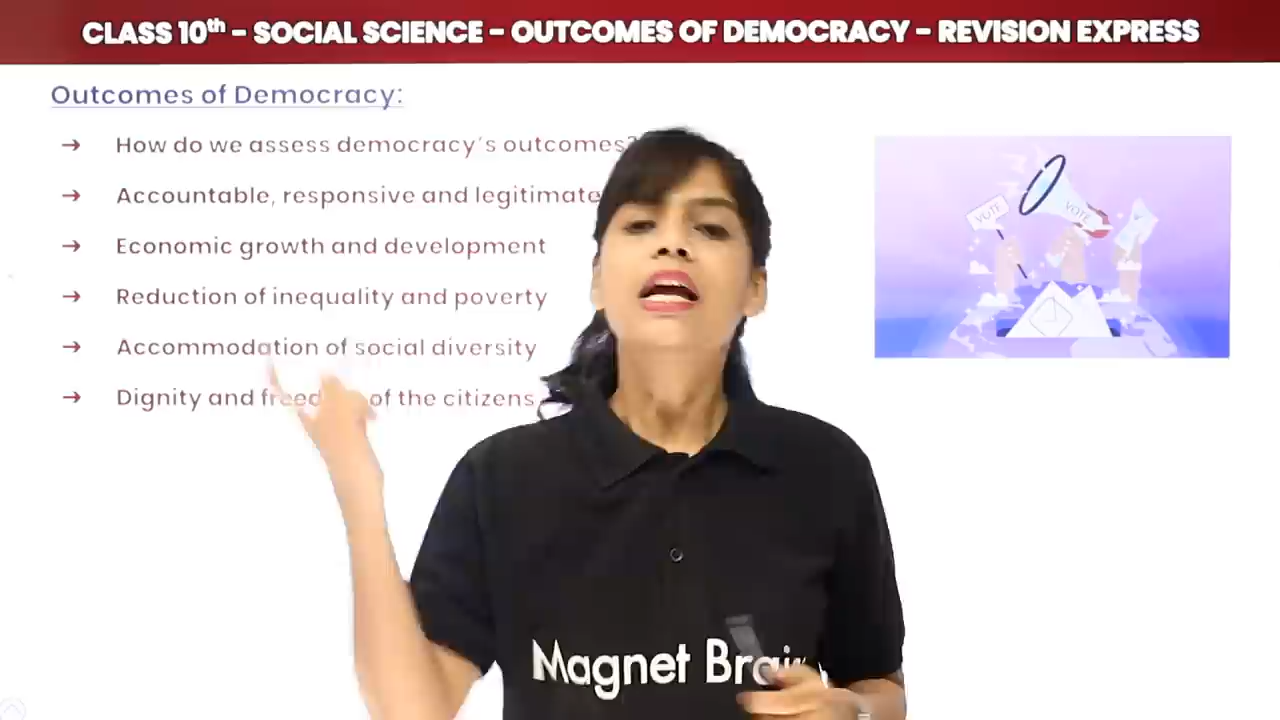 CLASS 10th – SOCIAL SCIENCE – OUTCOMES OF DEMOCRACY – REVISION EXPRESS
Outcomes of Democracy:
→ How do we assess democracy's outcomes?
→ Accountable, responsive and legitimate
→ Economic growth and development
→ Reduction of inequality and poverty
→ Accommodation of social diversity
→ Dignity and of the citizens
VOTE
VOTE
Magnet